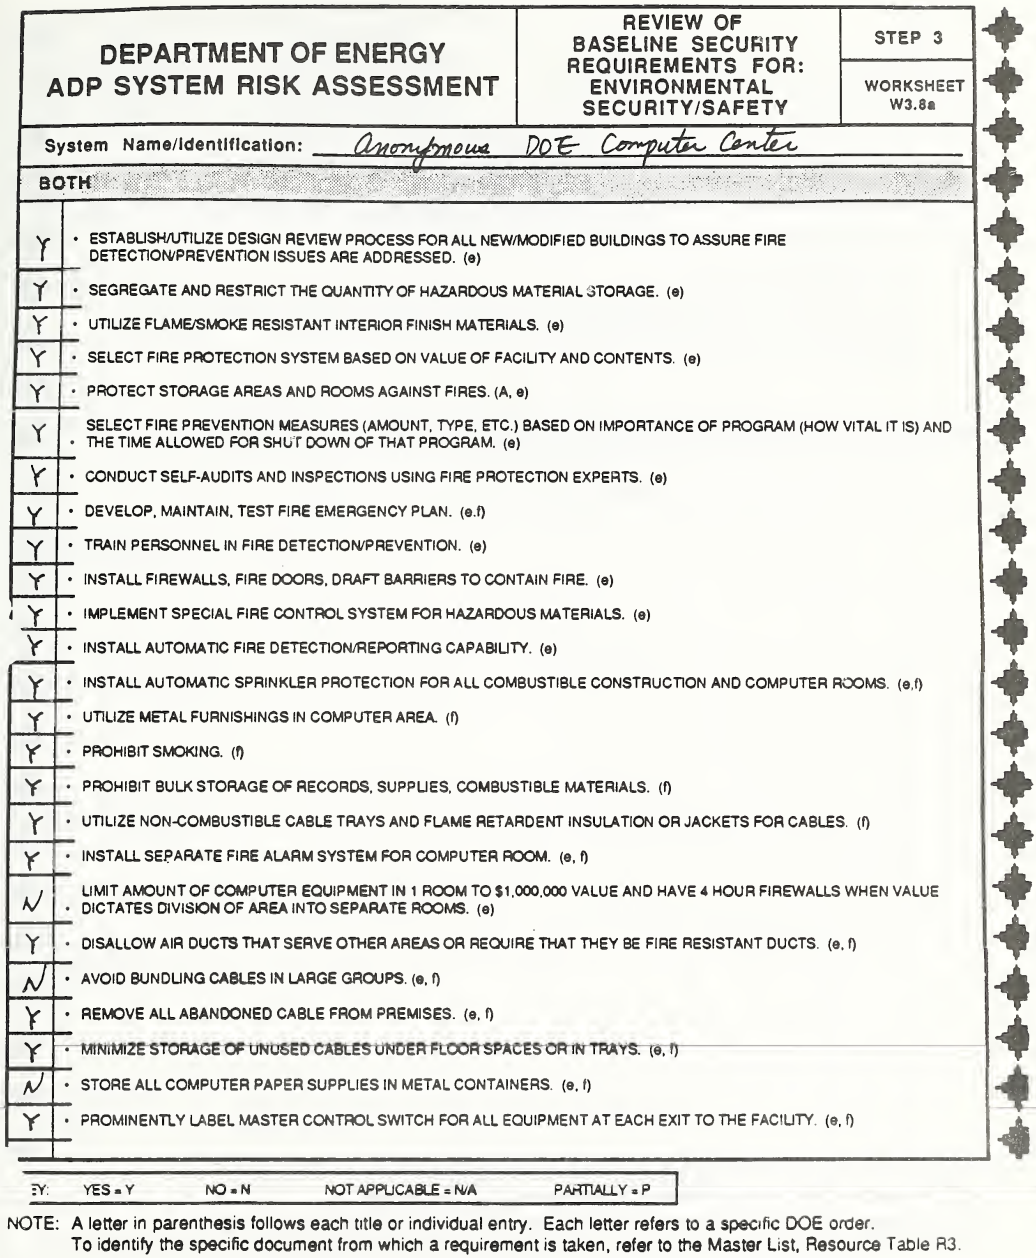 DEPARTMENT OF ENERGY
ADP SYSTEM RISK ASSESSMENT
REVIEW OF
BASELINE SECURITY
REQUIREMENTS FOR:
ENVIRONMENTAL
SECURITY/SAFETY
STEP 3
WORKSHEET
W3.8a
System Name/Identification: Anonymous DOE Computer Center
BOTH
Y • ESTABLISH/UTILIZE DESIGN REVIEW PROCESS FOR ALL NEW/MODIFIED BUILDINGS TO ASSURE FIRE
DETECTION/PREVENTION ISSUES ARE ADDRESSED. (e)
Y • SEGREGATE AND RESTRICT THE QUANTITY OF HAZARDOUS MATERIAL STORAGE. (e)
Y • UTILIZE FLAME/SMOKE RESISTANT INTERIOR FINISH MATERIALS. (e)
Y • SELECT FIRE PROTECTION SYSTEM BASED ON VALUE OF FACILITY AND CONTENTS. (e)
Y • PROTECT STORAGE AREAS AND ROOMS AGAINST FIRES. (A, e)
Y SELECT FIRE PREVENTION MEASURES (AMOUNT, TYPE, ETC.) BASED ON IMPORTANCE OF PROGRAM (HOW VITAL IT IS) AND
• THE TIME ALLOWED FOR SHUT DOWN OF THAT PROGRAM. (e)
Y • CONDUCT SELF-AUDITS AND INSPECTIONS USING FIRE PROTECTION EXPERTS. (e)
Y • DEVELOP, MAINTAIN, TEST FIRE EMERGENCY PLAN. (e.f)
Y • TRAIN PERSONNEL IN FIRE DETECTION/PREVENTION. (e)
Y • INSTALL FIREWALLS, FIRE DOORS, DRAFT BARRIERS TO CONTAIN FIRE. (e)
Y • IMPLEMENT SPECIAL FIRE CONTROL SYSTEM FOR HAZARDOUS MATERIALS. (e)
Y • INSTALL AUTOMATIC FIRE DETECTION/REPORTING CAPABILITY. (e)
Y • INSTALL AUTOMATIC SPRINKLER PROTECTION FOR ALL COMBUSTIBLE CONSTRUCTION AND COMPUTER ROOMS. (e,f)
Y • UTILIZE METAL FURNISHINGS IN COMPUTER AREA. (f)
Y • PROHIBIT SMOKING. (f)
Y • PROHIBIT BULK STORAGE OF RECORDS, SUPPLIES, COMBUSTIBLE MATERIALS. (f)
Y • UTILIZE NON-COMBUSTIBLE CABLE TRAYS AND FLAME RETARDENT INSULATION OR JACKETS FOR CABLES. (f)
Y • INSTALL SEPARATE FIRE ALARM SYSTEM FOR COMPUTER ROOM. (e, f)
N LIMIT AMOUNT OF COMPUTER EQUIPMENT IN 1 ROOM TO $1,000,000 VALUE AND HAVE 4 HOUR FIREWALLS WHEN VALUE
• DICTATES DIVISION OF AREA INTO SEPARATE ROOMS. (e)
Y • DISALLOW AIR DUCTS THAT SERVE OTHER AREAS OR REQUIRE THAT THEY BE FIRE RESISTANT DUCTS. (e, f)
N • AVOID BUNDLING CABLES IN LARGE GROUPS. (e, f)
Y • REMOVE ALL ABANDONED CABLE FROM PREMISES. (e, f)
Y • MINIMIZE STORAGE OF UNUSED CABLES UNDER FLOOR SPACES OR IN TRAYS. (e, f)
N • STORE ALL COMPUTER PAPER SUPPLIES IN METAL CONTAINERS. (e, f)
Y • PROMINENTLY LABEL MASTER CONTROL SWITCH FOR ALL EQUIPMENT AT EACH EXIT TO THE FACILITY. (e, f)
EY: YES = Y NO = N NOT APPLICABLE = N/A PARTIALLY = P
NOTE: A letter in parenthesis follows each title or individual entry. Each letter refers to a specific DOE order.
To identify the specific document from which a requirement is taken, refer to the Master List, Resource Table R3.